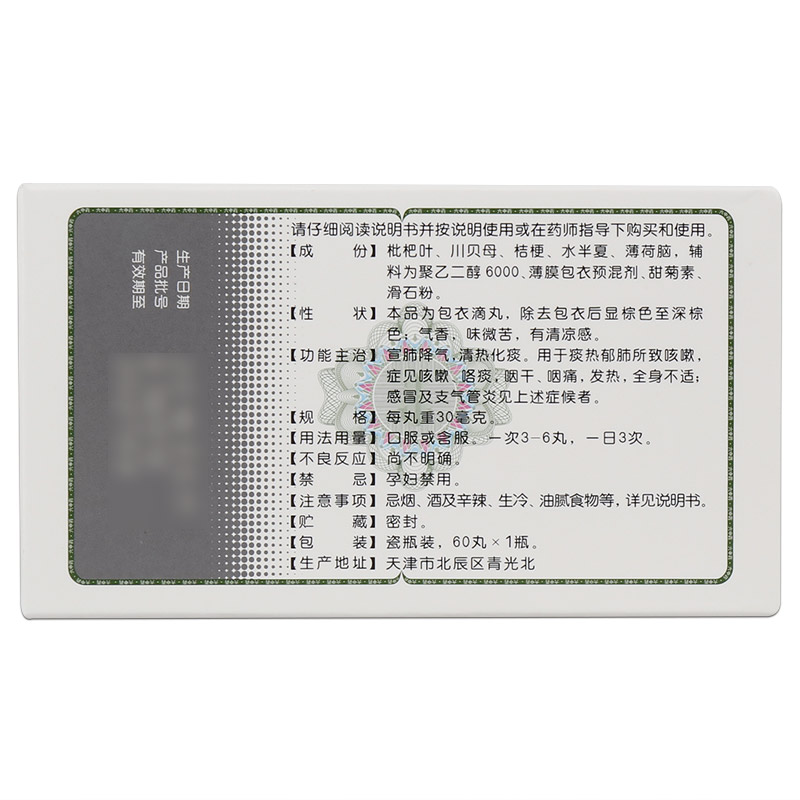 请仔细阅读说明书并按说明使用或在药师指导下购买和使用。
【成 份】枇杷叶、川贝母、桔梗、水半夏、薄荷脑，辅
料为聚乙二醇6000、薄膜包衣预混剂、甜菊素、
滑石粉。
【性 状】本品为包衣滴丸，除去包衣后显棕色至深棕
色；气香，味微苦，有清凉感。
【功能主治】宣肺降气，清热化痰。用于痰热郁肺所致咳嗽，
症见咳嗽、咯痰，咽干、咽痛，发热，全身不适；
感冒及支气管炎见上述症候者。
【规 格】每丸重30毫克。
【用法用量】口服或含服。一次3-6丸，一日3次。
【不良反应】尚不明确。
【禁 忌】孕妇禁用。
【注意事项】忌烟、酒及辛辣、生冷、油腻食物等，详见说明书。
【贮 藏】密封。
【包 装】瓷瓶装，60丸×1瓶。
【生产地址】天津市北辰区青光北
生产日期
产品批号
有效期至